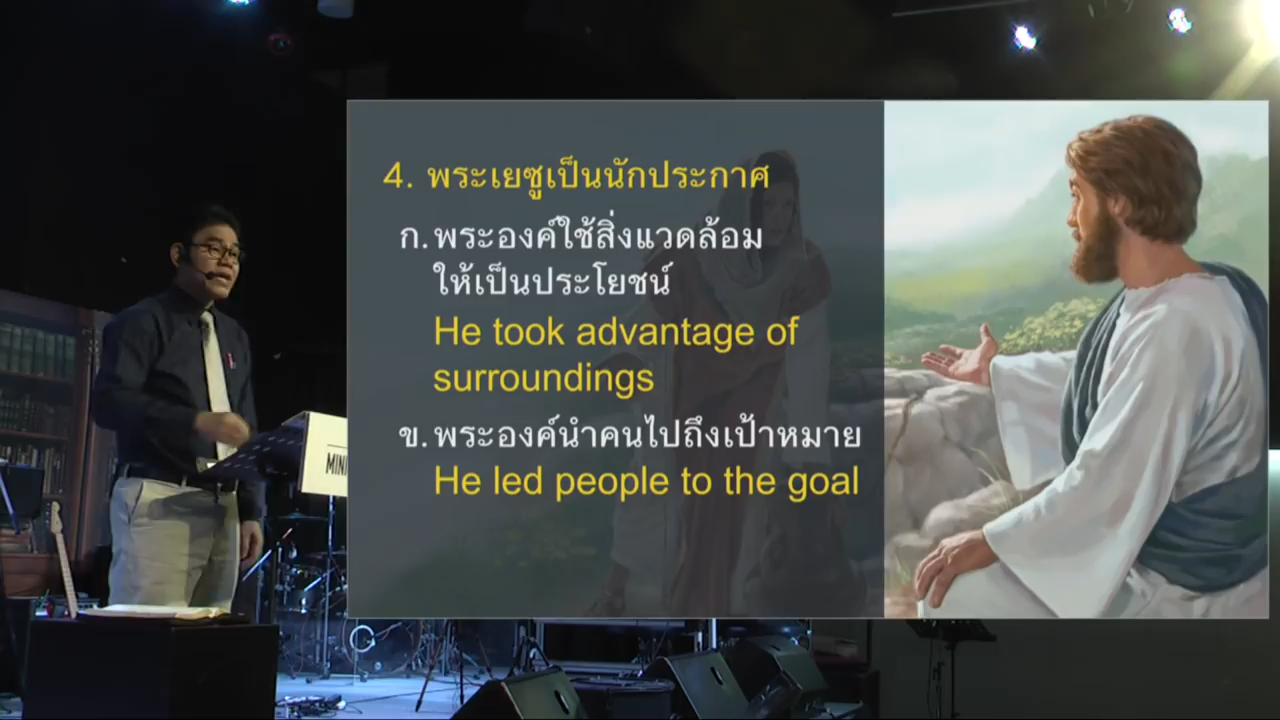 4. พระเยซูเป็นนักประกาศ
ก. พระองค์ใช้สิ่งแวดล้อม
ให้เป็นประโยชน์
He took advantage of
surroundings
ข. พระองค์นำคนไปถึงเป้าหมาย
He led people to the goal
MINI